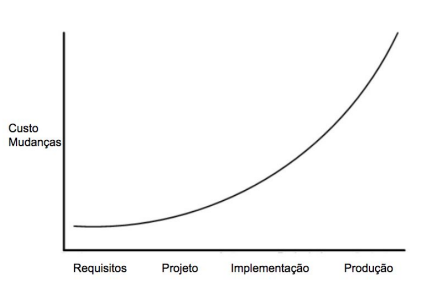 Custo
Mudanças
Requisitos Projeto Implementação Produção